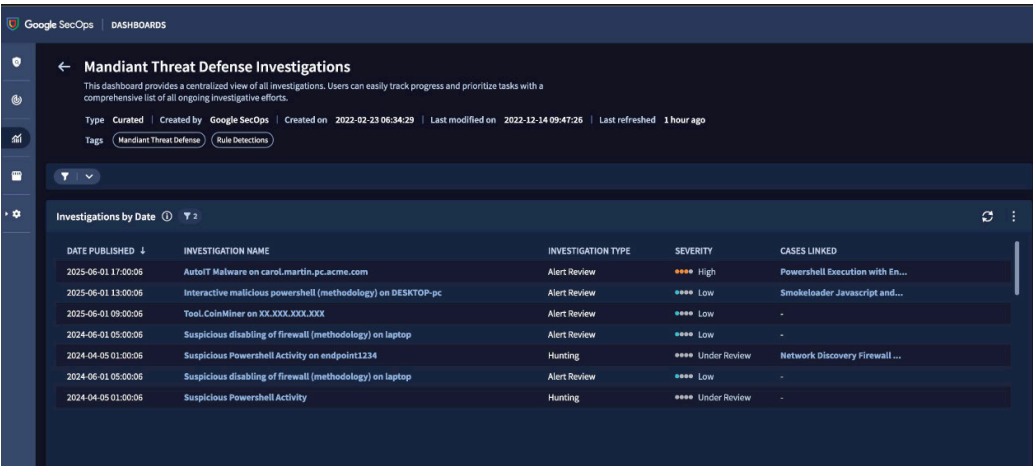 Google SecOps | DASHBOARDS
Mandiant Threat Defense Investigations
This dashboard provides a centralized view of all investigations. Users can easily track progress and prioritize tasks with a
comprehensive list of all ongoing investigative efforts.
Type Curated | Created by Google SecOps | Created on 2022-02-23 06:34:29 | Last modified on 2022-12-14 09:47:26 | Last refreshed 1 hour ago
Tags Mandiant Threat Defense Rule Detections
Investigations by Date 2
DATE PUBLISHED ↓ INVESTIGATION NAME INVESTIGATION TYPE SEVERITY CASES LINKED
2025-06-01 17:00:06 AutoIT Malware on carol.martin.pc.acme.com Alert Review High Powershell Execution with En...
2025-06-01 13:00:06 Interactive malicious powershell (methodology) on DESKTOP-pc Alert Review Low Smokeloader Javascript and...
2025-06-01 09:00:06 Tool.CoinMiner on XX.XXX.XXX.XXX Alert Review Low -
2024-06-01 05:00:06 Suspicious disabling of firewall (methodology) on laptop Alert Review Low -
2024-04-05 01:00:06 Suspicious Powershell Activity on endpoint1234 Hunting Under Review Network Discovery Firewall ...
2024-06-01 05:00:06 Suspicious disabling of firewall (methodology) on laptop Alert Review Low -
2024-04-05 01:00:06 Suspicious Powershell Activity Hunting Under Review -